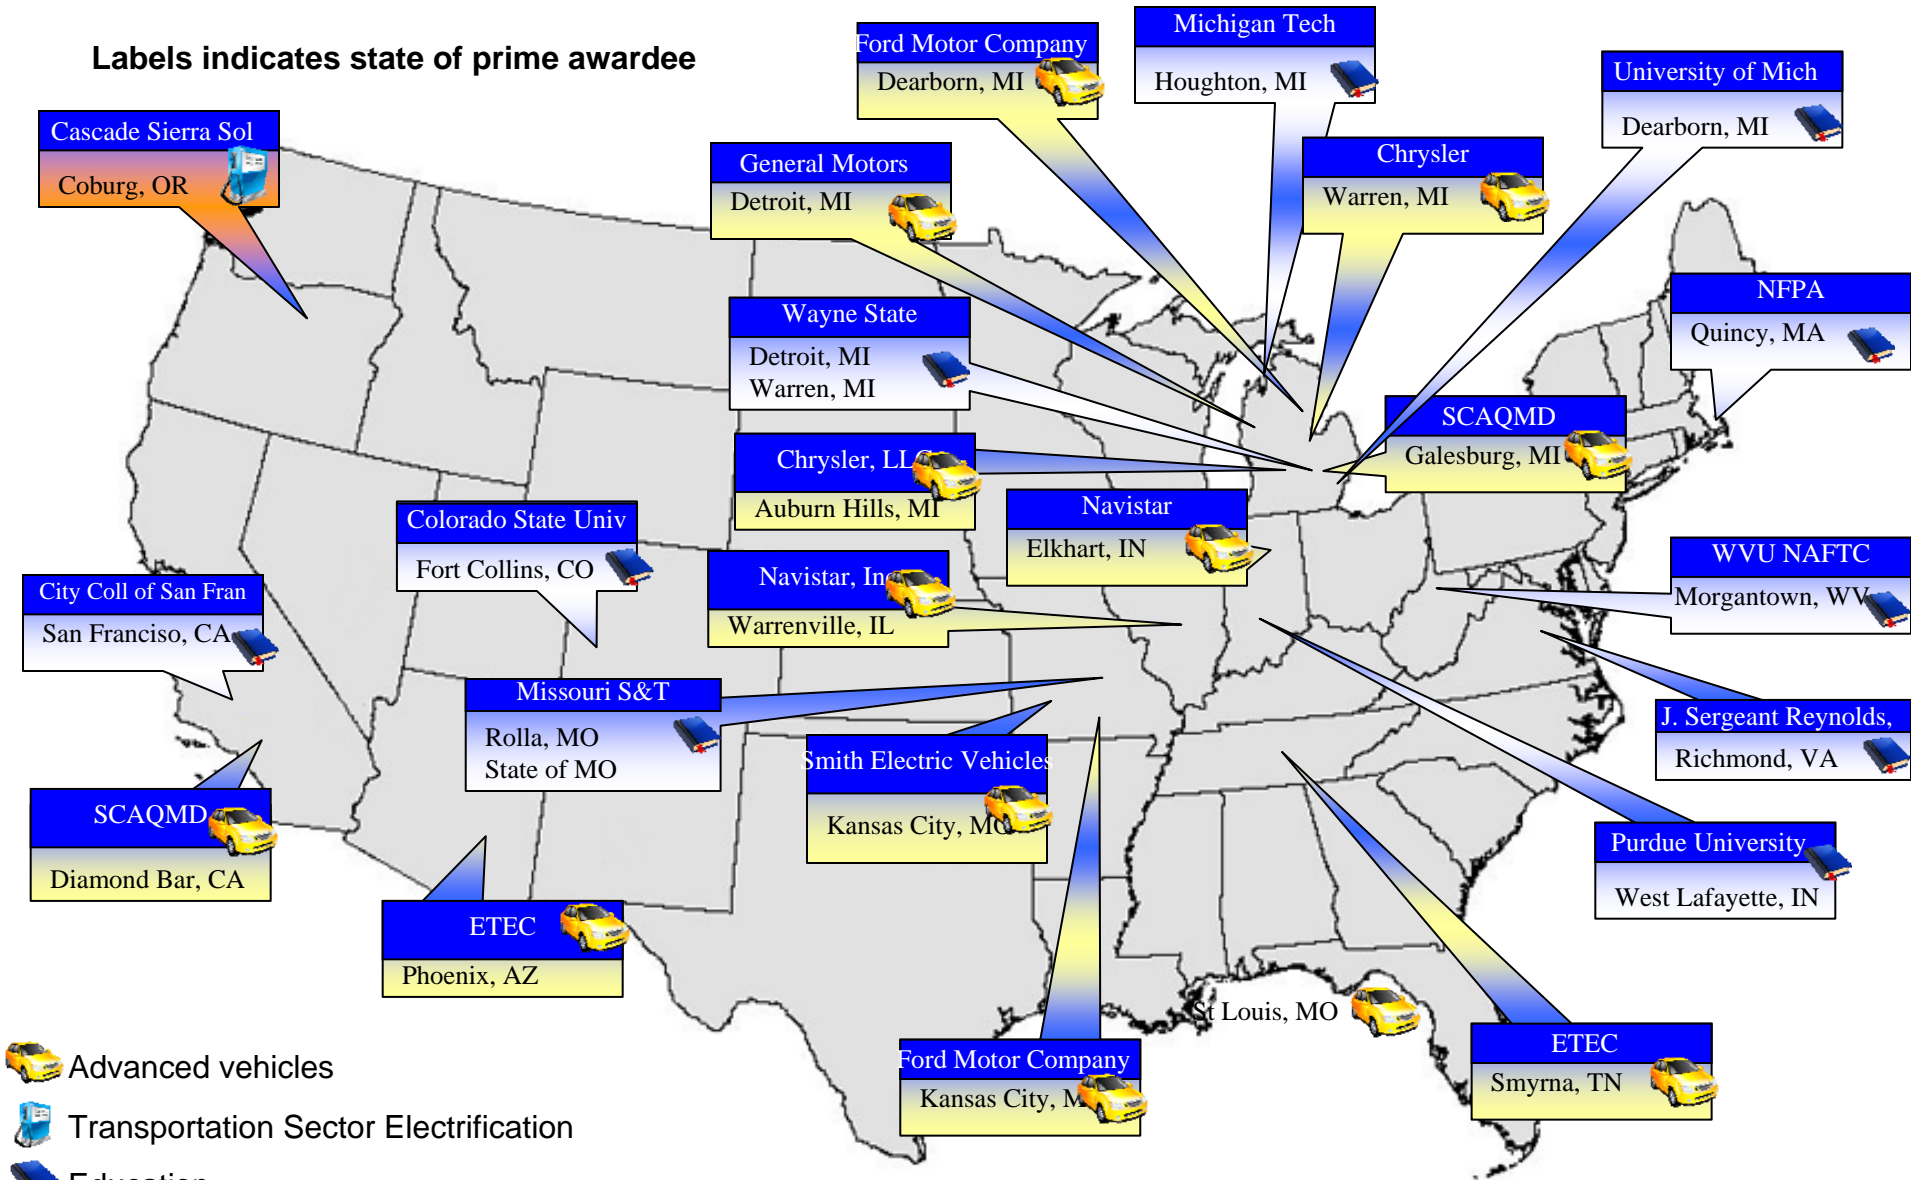 Labels indicates state of prime awardee
Ford Motor Company
Dearborn, MI
Michigan Tech
Houghton, MI
University of Mich
Dearborn, MI
Cascade Sierra Sol
Coburg, OR
General Motors
Detroit, MI
Chrysler
Warren, MI
Wayne State
Detroit, MI
Warren, MI
NFPA
Quincy, MA
SCAQMD
Galesburg, MI
Chrysler, LL
Auburn Hills, MI
Navistar
Elkhart, IN
Colorado State Univ
Fort Collins, CO
Navistar, In
Warrenville, IL
WVU NAFTC
Morgantown, WV
City Coll of San Fran
San Franciso, CA
Missouri S&T
Rolla, MO
State of MO
J. Sergeant Reynolds,
Richmond, VA
Smith Electric Vehicles
Kansas City, MO
SCAQMD
Diamond Bar, CA
Purdue University
West Lafayette, IN
ETEC
Phoenix, AZ
St Louis, MO
Ford Motor Company
Kansas City, M
ETEC
Smyrna, TN
Advanced vehicles
Transportation Sector Electrification
Education